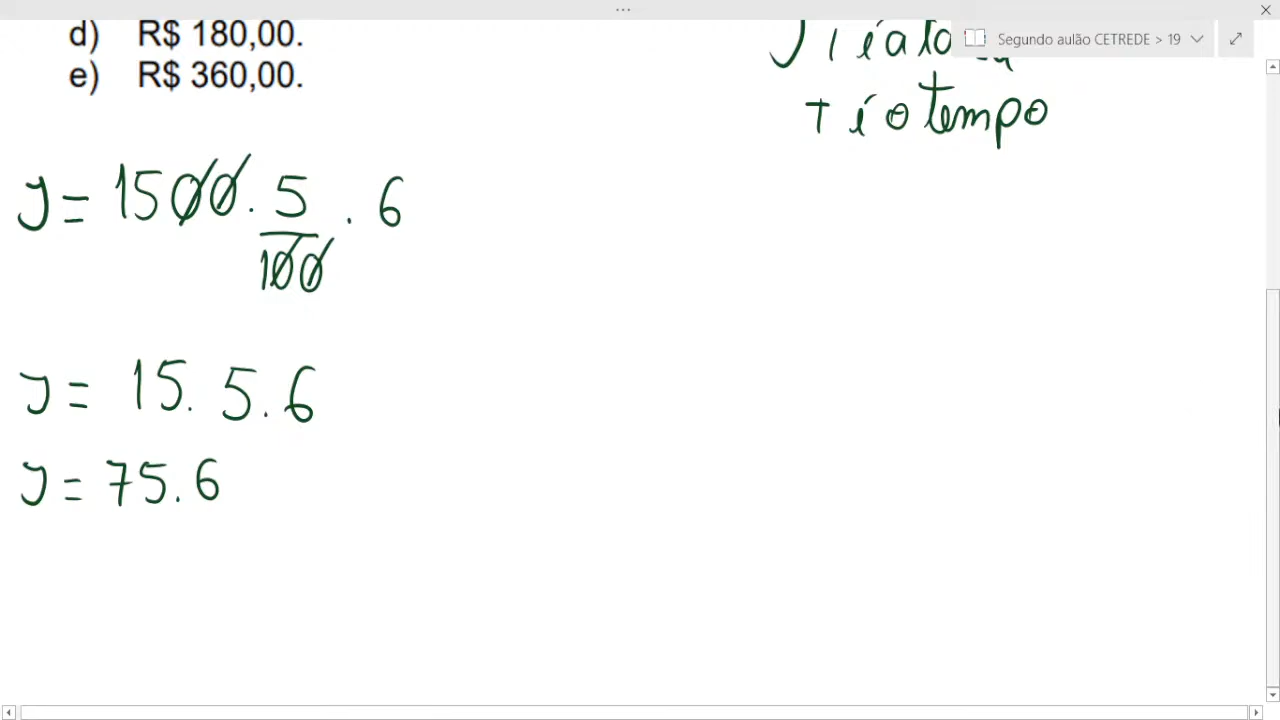 d) R$ 180,00.
e) R$ 360,00.
Segundo aulão CETREDE > 19
t é o tempo
J = 1500 . 5/100 . 6
J = 15 . 5 . 6
J = 75 . 6